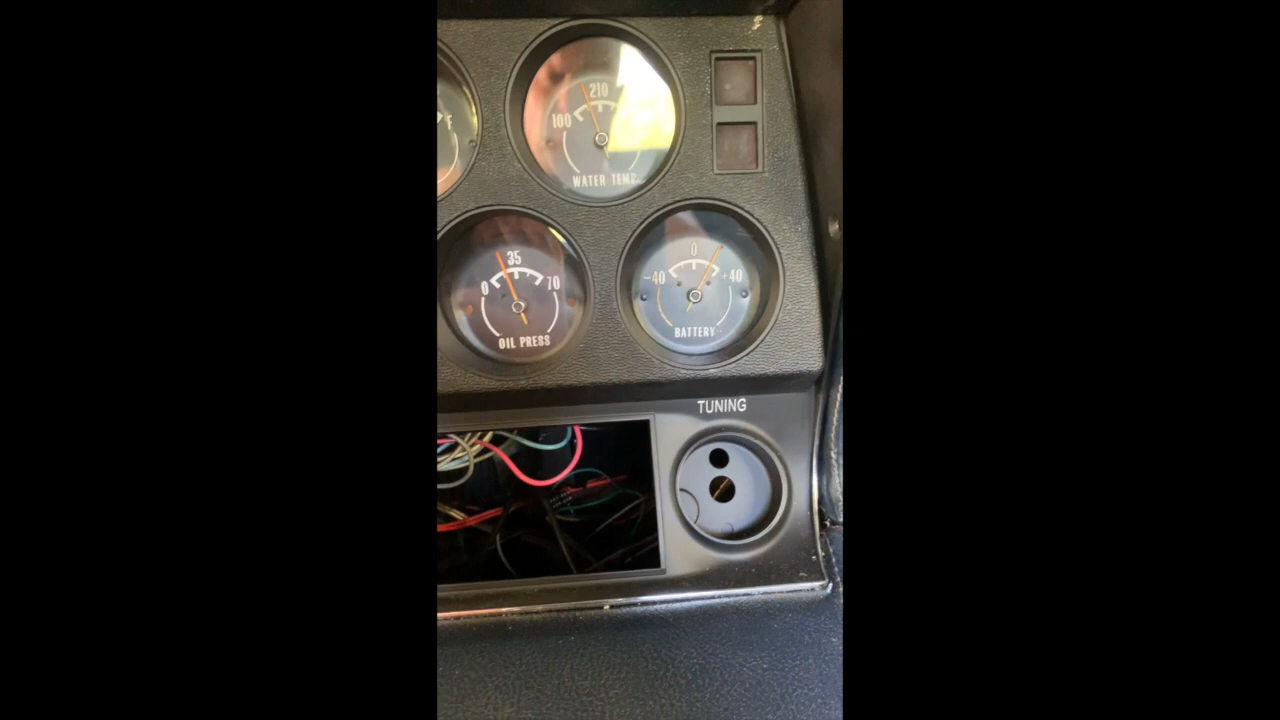 210
100
F
WATER TEMP
35
0
70
OIL PRESS
0
-40
+40
BATTERY
TUNING